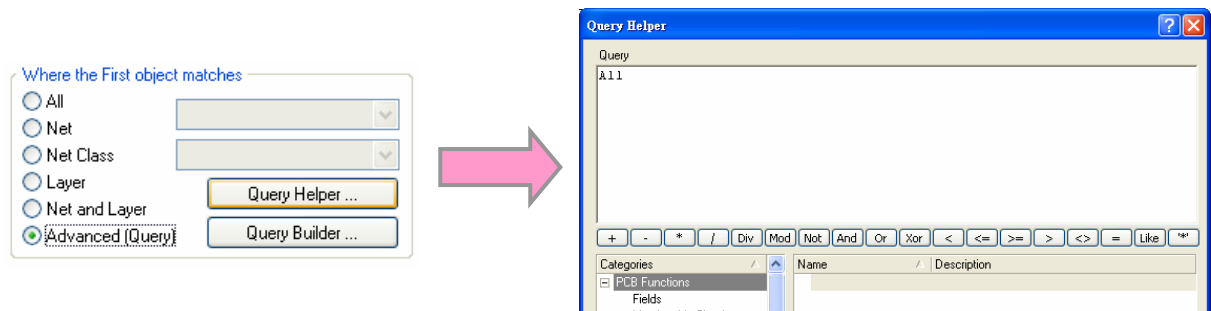 Where the First object matches
All
Net
Net Class
Layer
Net and Layer
Advanced (Query)
Query Helper ...
Query Builder ...
Query Helper
Query
All
+ - * / Div Mod Not And Or Xor < <= >= > <> = Like '*'
Categories
Name
Description
PCB Functions
Fields